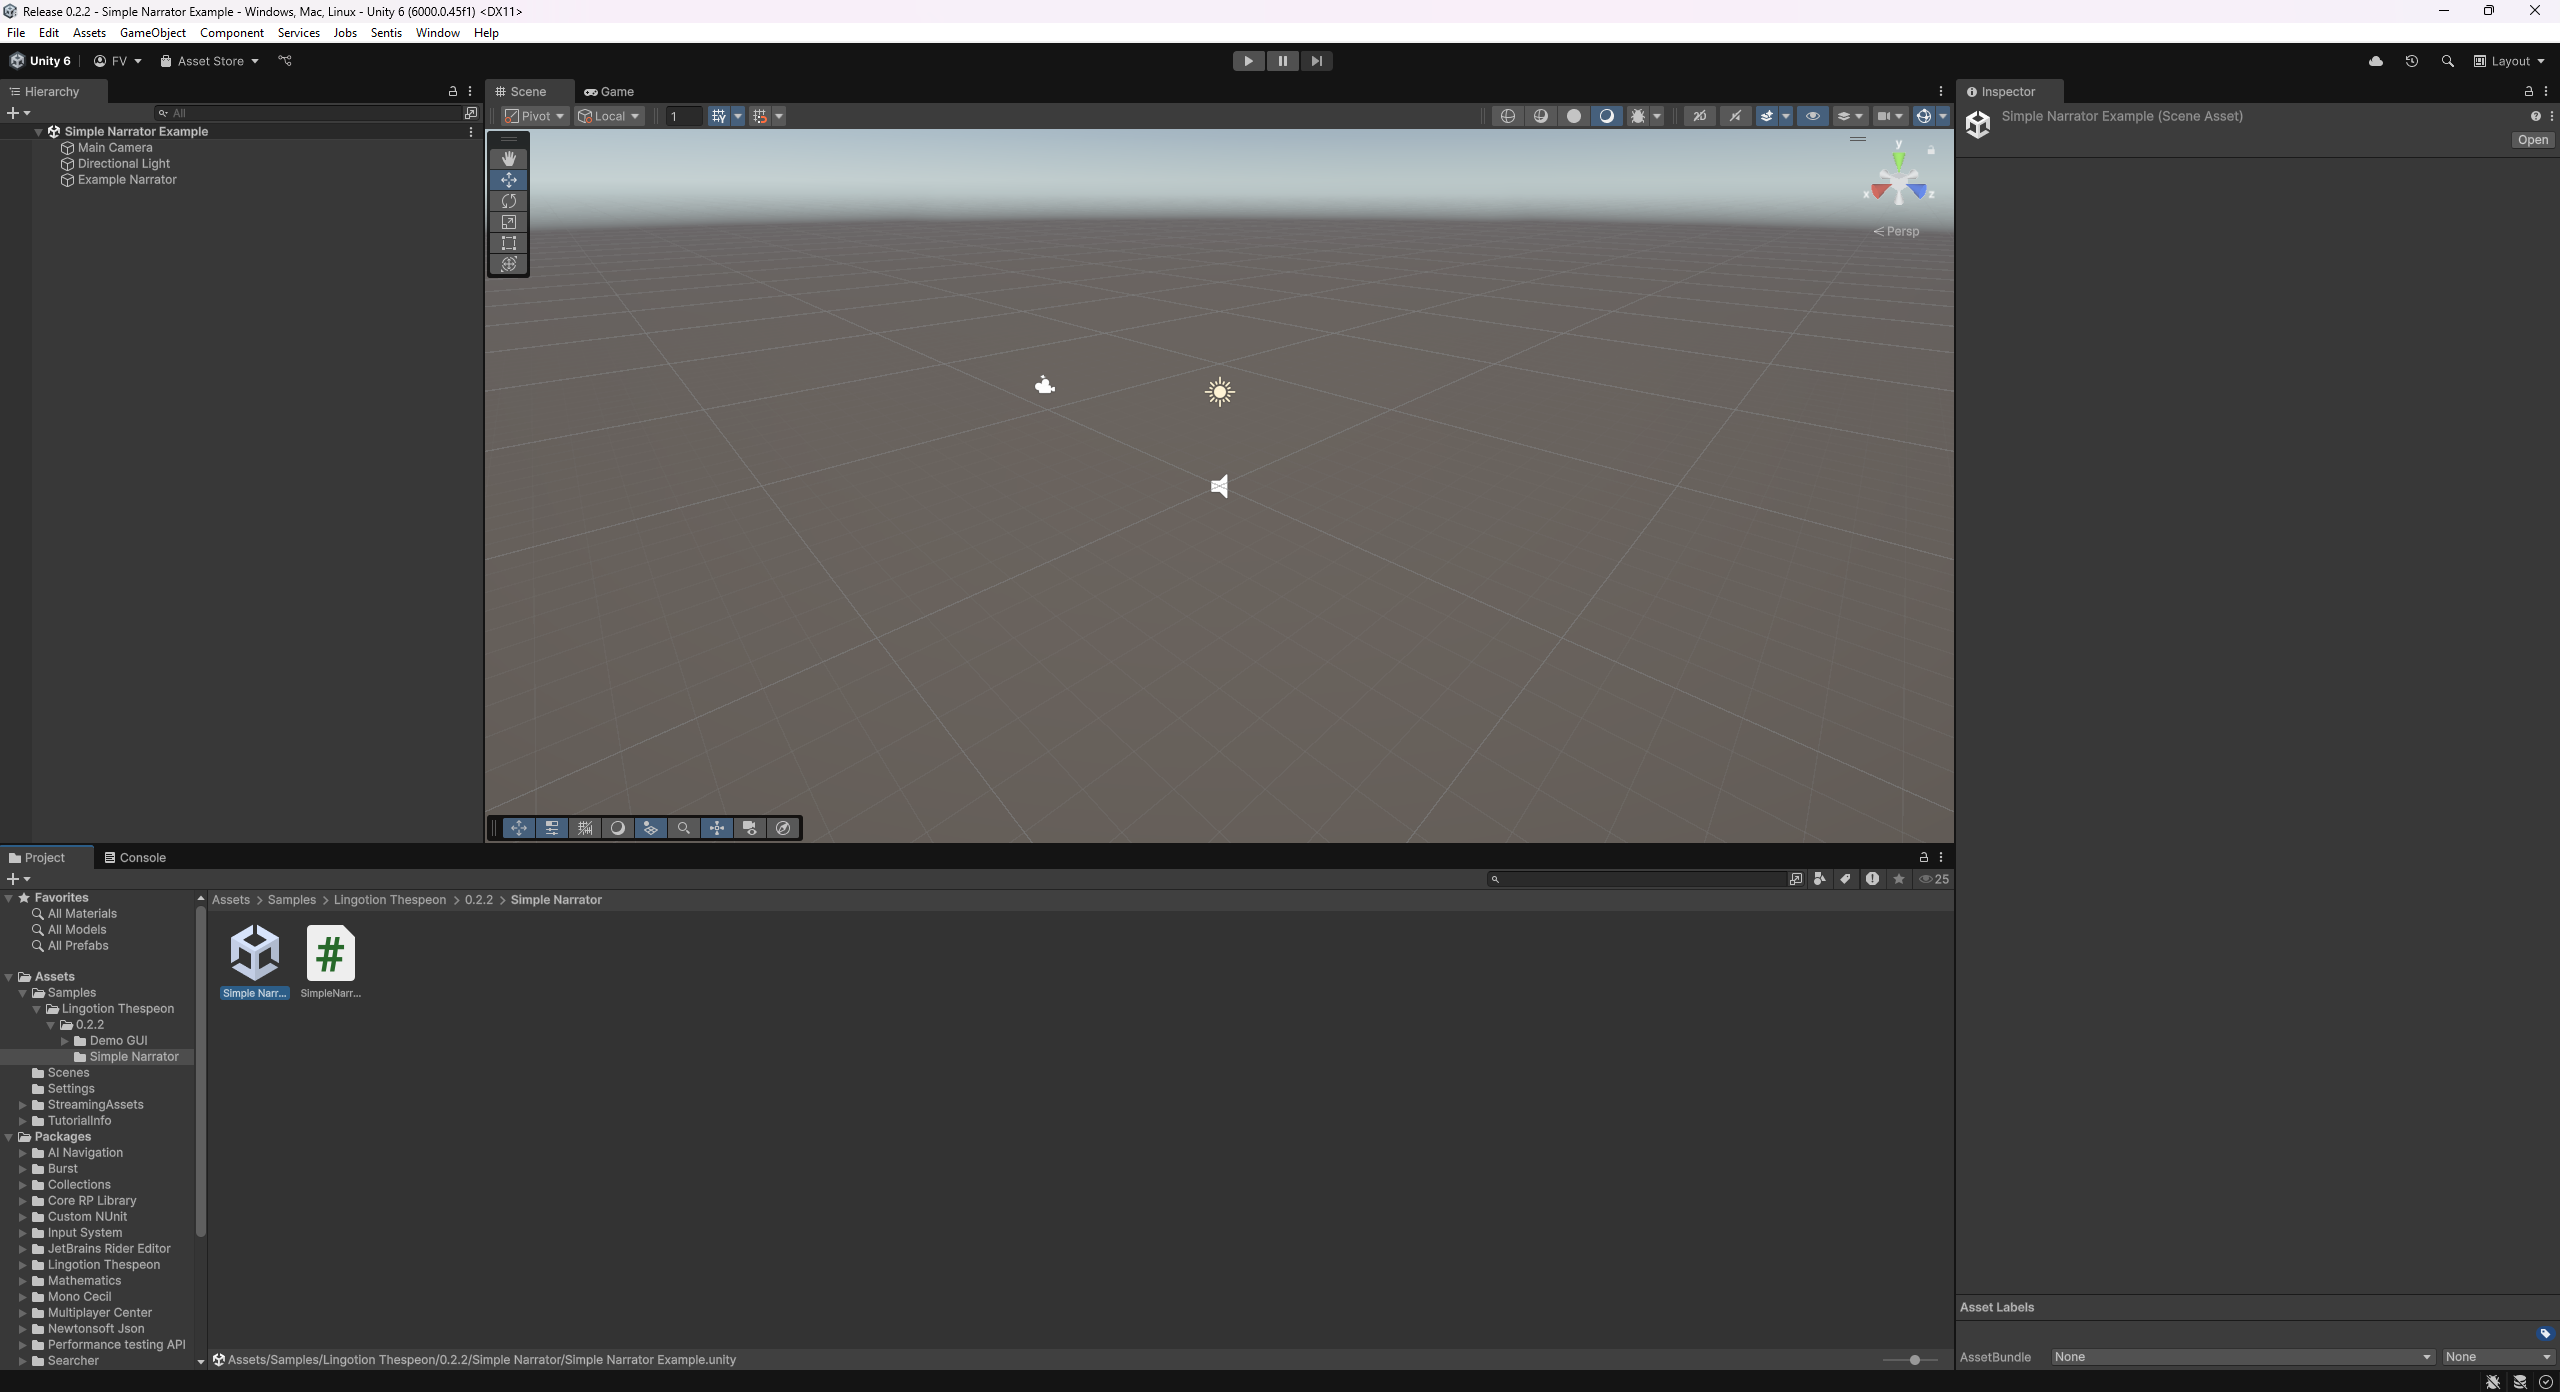 Release 0.2.2 - Simple Narrator Example - Windows, Mac, Linux - Unity 6 (6000.0.45f1) <DX11>
File Edit Assets GameObject Component Services Jobs Sentis Window Help
Unity 6 FV Asset Store Layout
Hierarchy
All
Simple Narrator Example
Main Camera
Directional Light
Example Narrator
Scene Game
Pivot Local 1 2D
y
x z
Persp
Inspector
Simple Narrator Example (Scene Asset)
Open
Project Console
25
Favorites
All Materials
All Models
All Prefabs
Assets
Samples
Lingotion Thespeon
0.2.2
Demo GUI
Simple Narrator
Scenes
Settings
StreamingAssets
TutorialInfo
Packages
AI Navigation
Burst
Collections
Core RP Library
Custom NUnit
Input System
JetBrains Rider Editor
Lingotion Thespeon
Mathematics
Mono Cecil
Multiplayer Center
Newtonsoft Json
Performance testing API
Searcher
Assets > Samples > Lingotion Thespeon > 0.2.2 > Simple Narrator
#
Simple Narr... SimpleNarr...
Assets/Samples/Lingotion Thespeon/0.2.2/Simple Narrator/Simple Narrator Example.unity
Asset Labels
AssetBundle None None